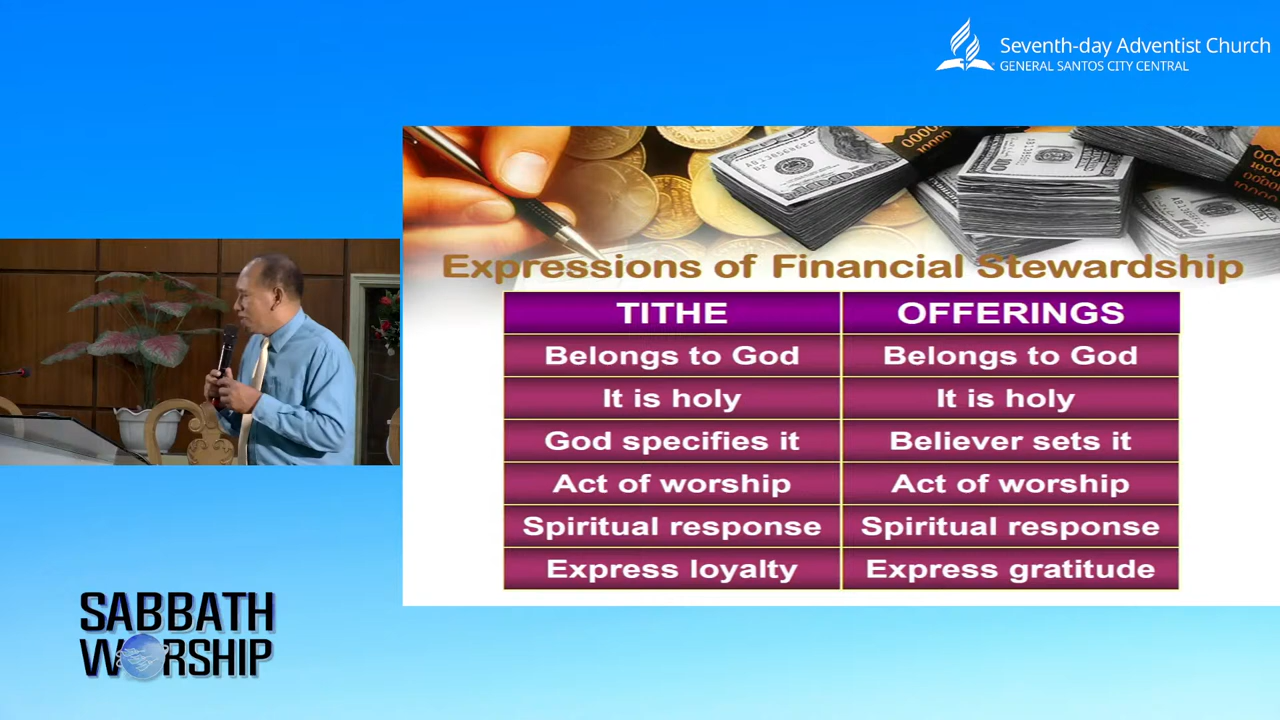 Seventh-day Adventist Church
GENERAL SANTOS CITY CENTRAL
Expressions of Financial Stewardship
TITHE OFFERINGS
Belongs to God Belongs to God
It is holy It is holy
God specifies it Believer sets it
Act of worship Act of worship
Spiritual response Spiritual response
Express loyalty Express gratitude
SABBATH
WORSHIP